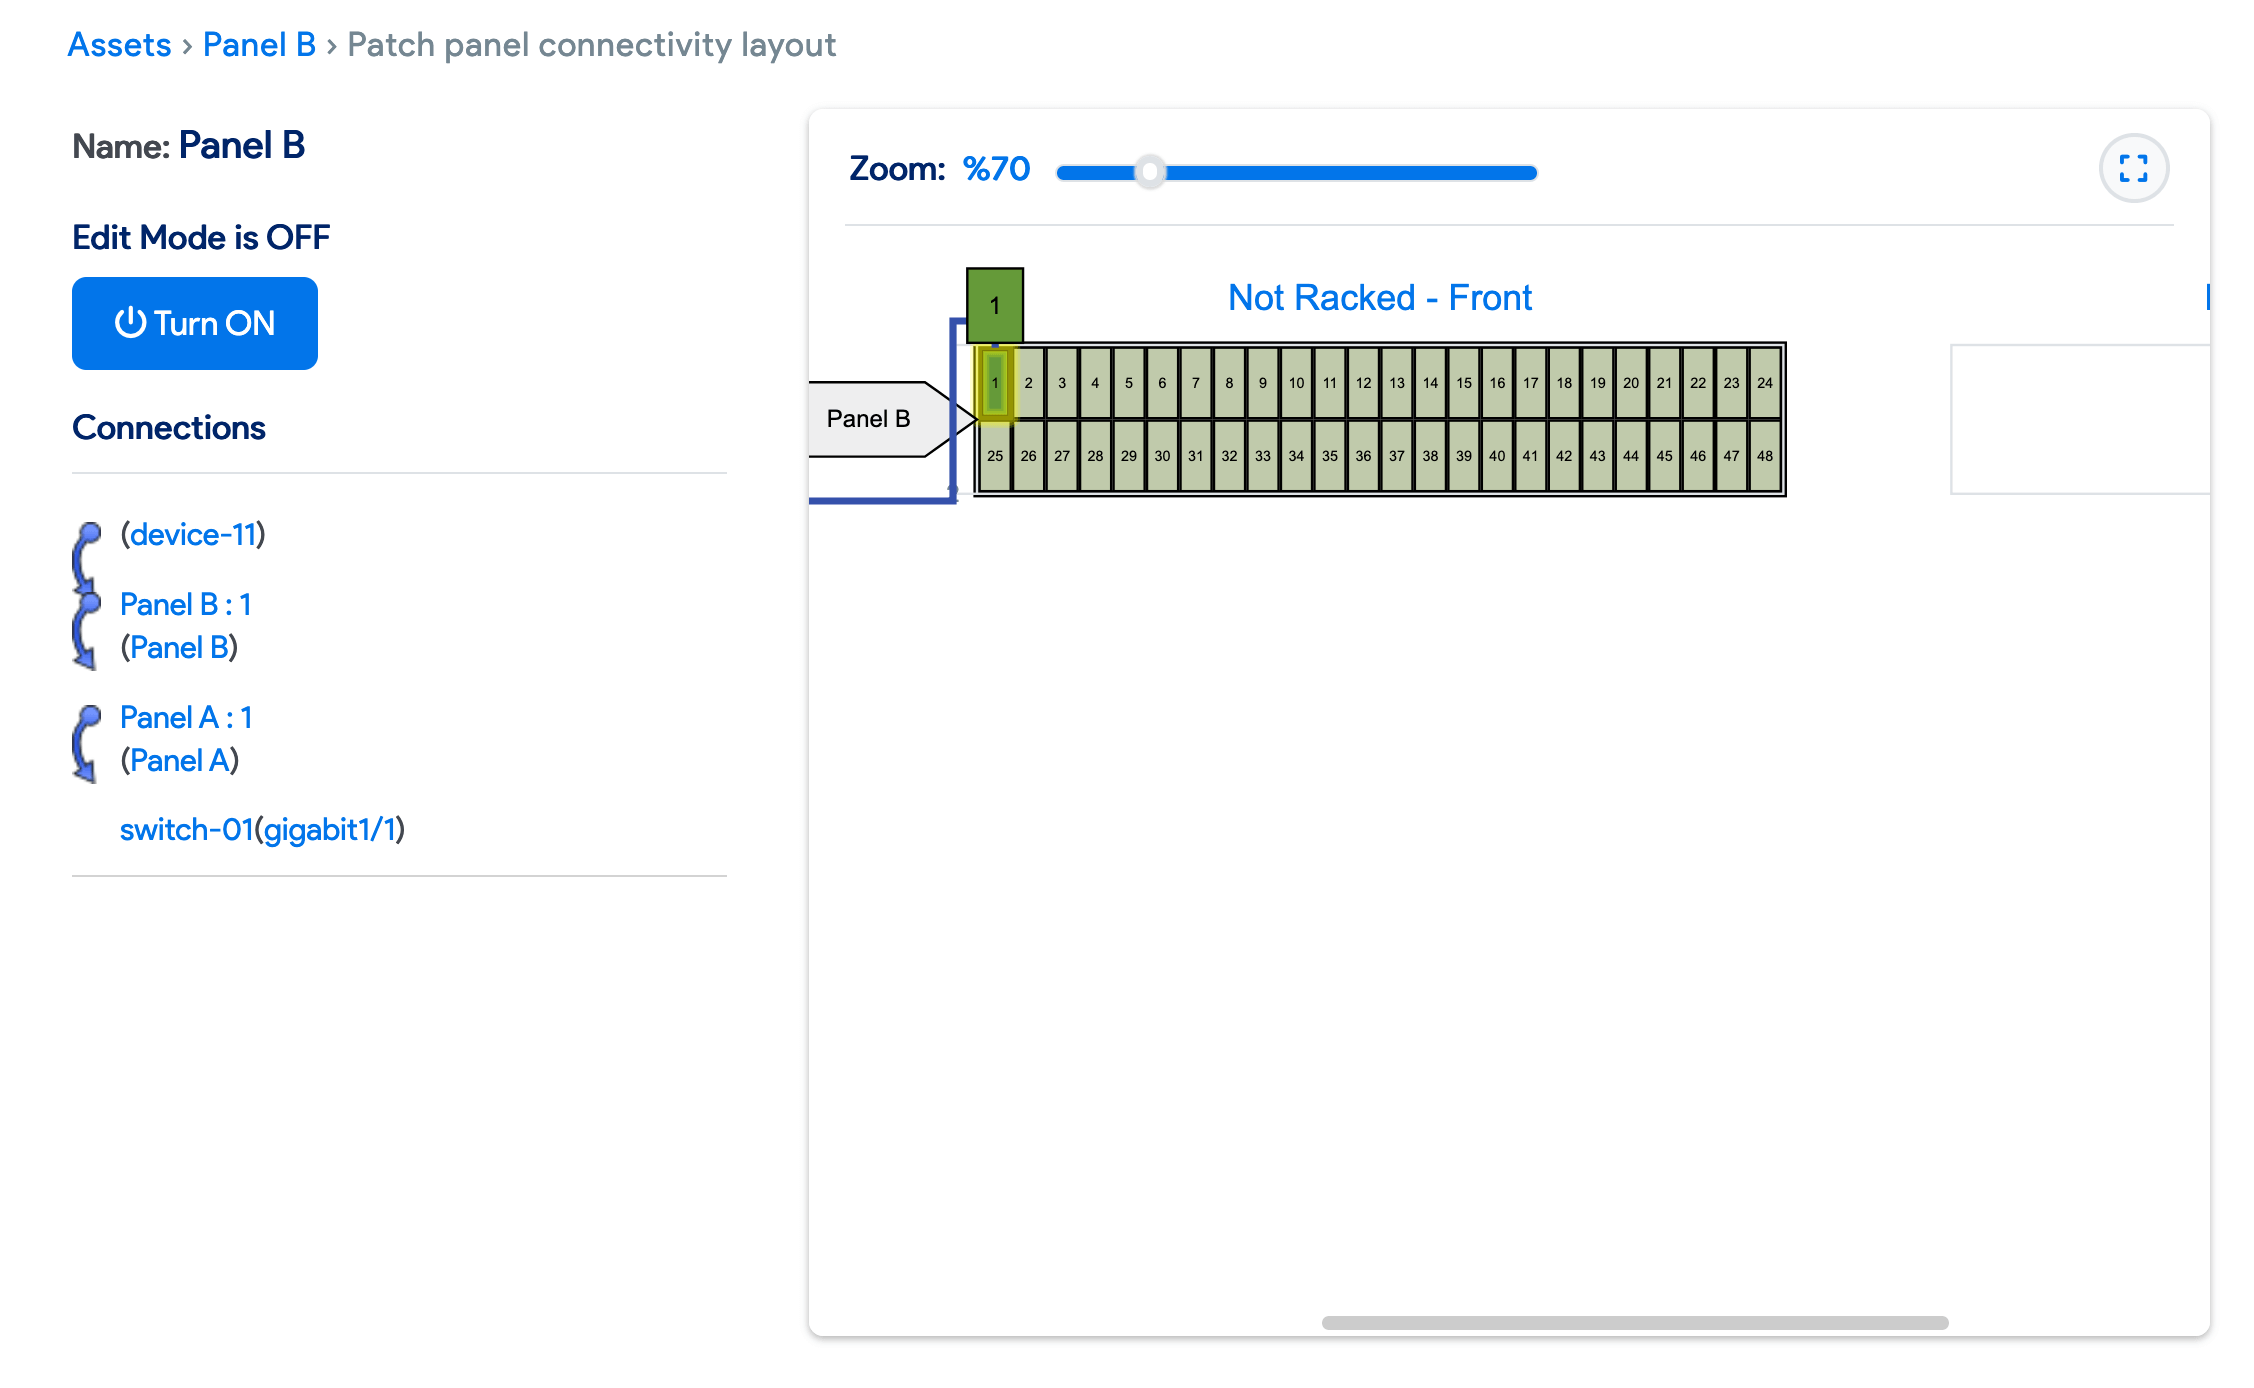 Assets › Panel B › Patch panel connectivity layout
Name: Panel B
Edit Mode is OFF
Turn ON
Connections
(device-11)
Panel B : 1
(Panel B)
Panel A : 1
(Panel A)
switch-01(gigabit1/1)
Zoom: %70
Not Racked - Front
1
Panel B
1 2 3 4 5 6 7 8 9 10 11 12 13 14 15 16 17 18 19 20 21 22 23 24
25 26 27 28 29 30 31 32 33 34 35 36 37 38 39 40 41 42 43 44 45 46 47 48